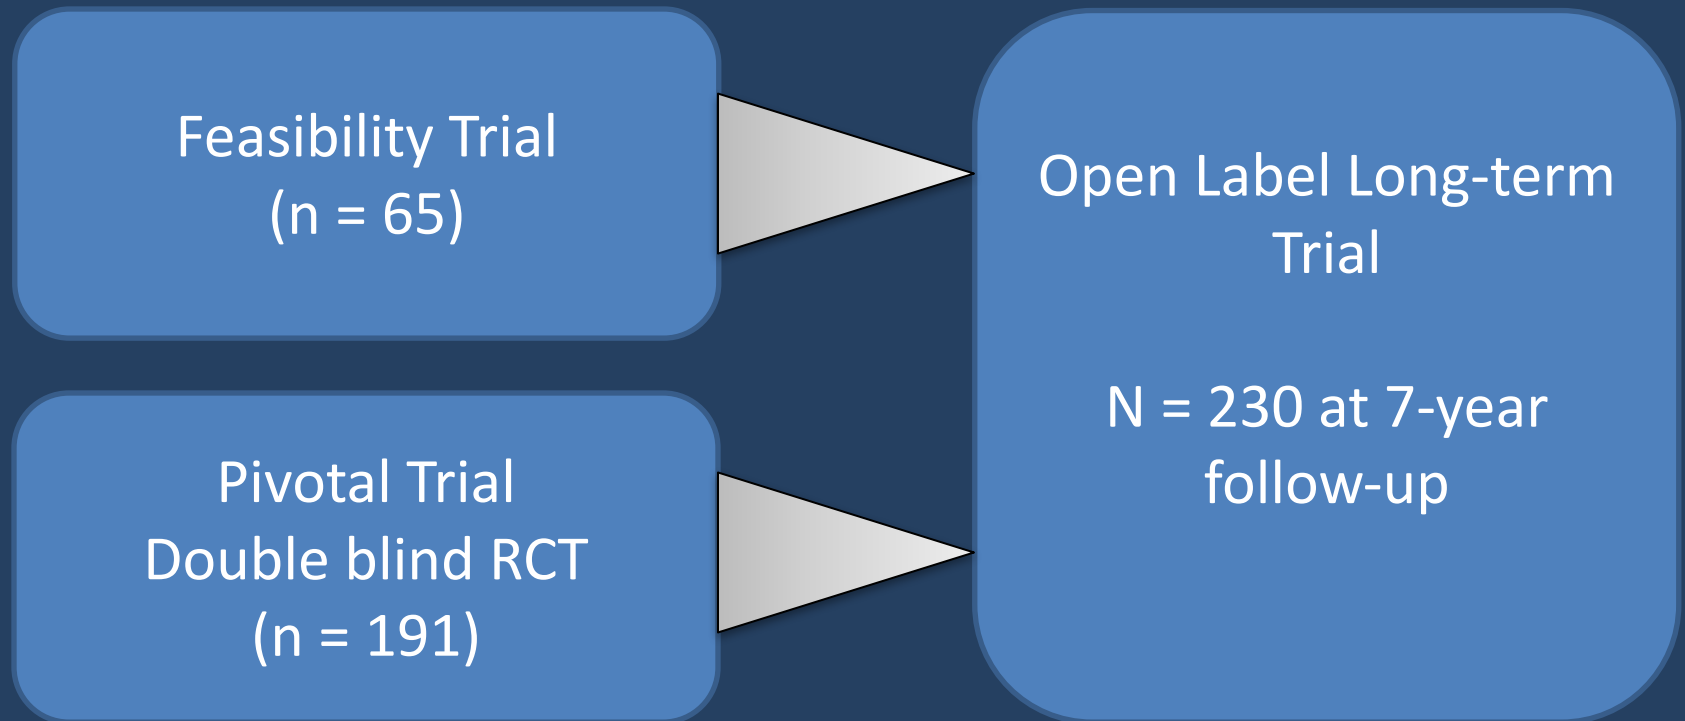 Feasibility Trial
(n = 65)
Pivotal Trial
Double blind RCT
(n = 191)
Open Label Long-term
Trial
N = 230 at 7-year
follow-up